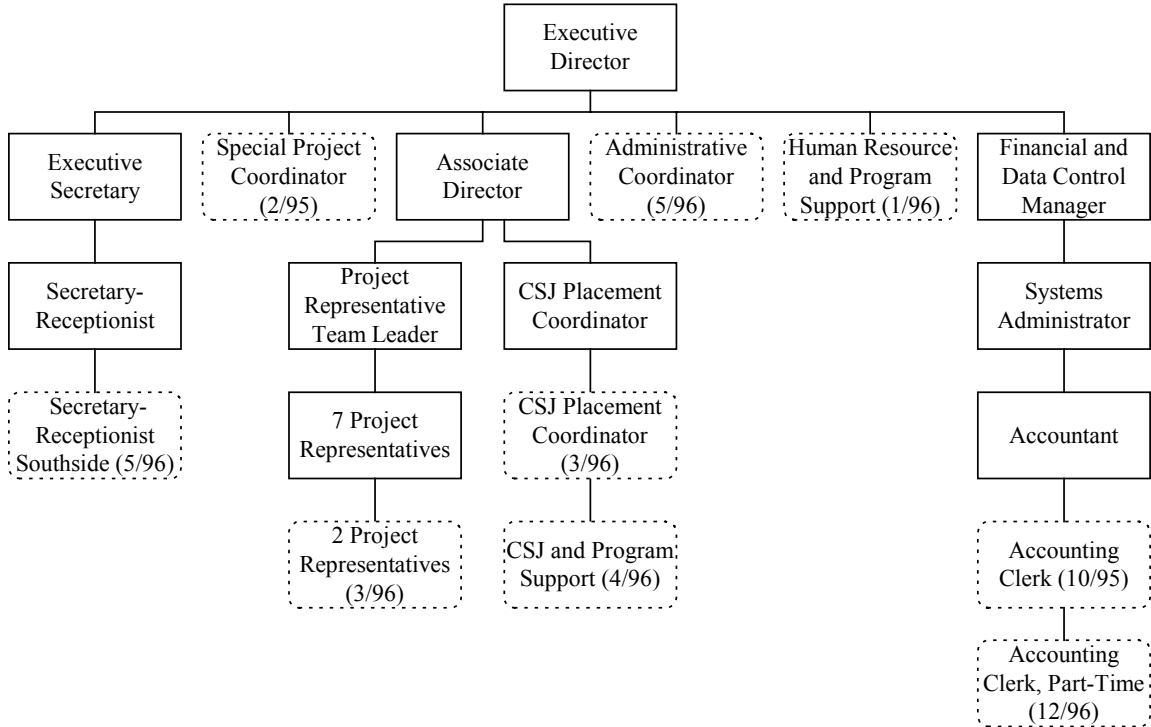 Executive
Director
Executive
Secretary
Special Project
Coordinator
(2/95)
Associate
Director
Administrative
Coordinator
(5/96)
Human Resource
and Program
Support (1/96)
Financial and
Data Control
Manager
Secretary-
Receptionist
Project
Representative
Team Leader
CSJ Placement
Coordinator
Systems
Administrator
Secretary-
Receptionist
Southside (5/96)
7 Project
Representatives
CSJ Placement
Coordinator
(3/96)
Accountant
2 Project
Representatives
(3/96)
CSJ and Program
Support (4/96)
Accounting
Clerk (10/95)
Accounting
Clerk, Part-Time
(12/96)